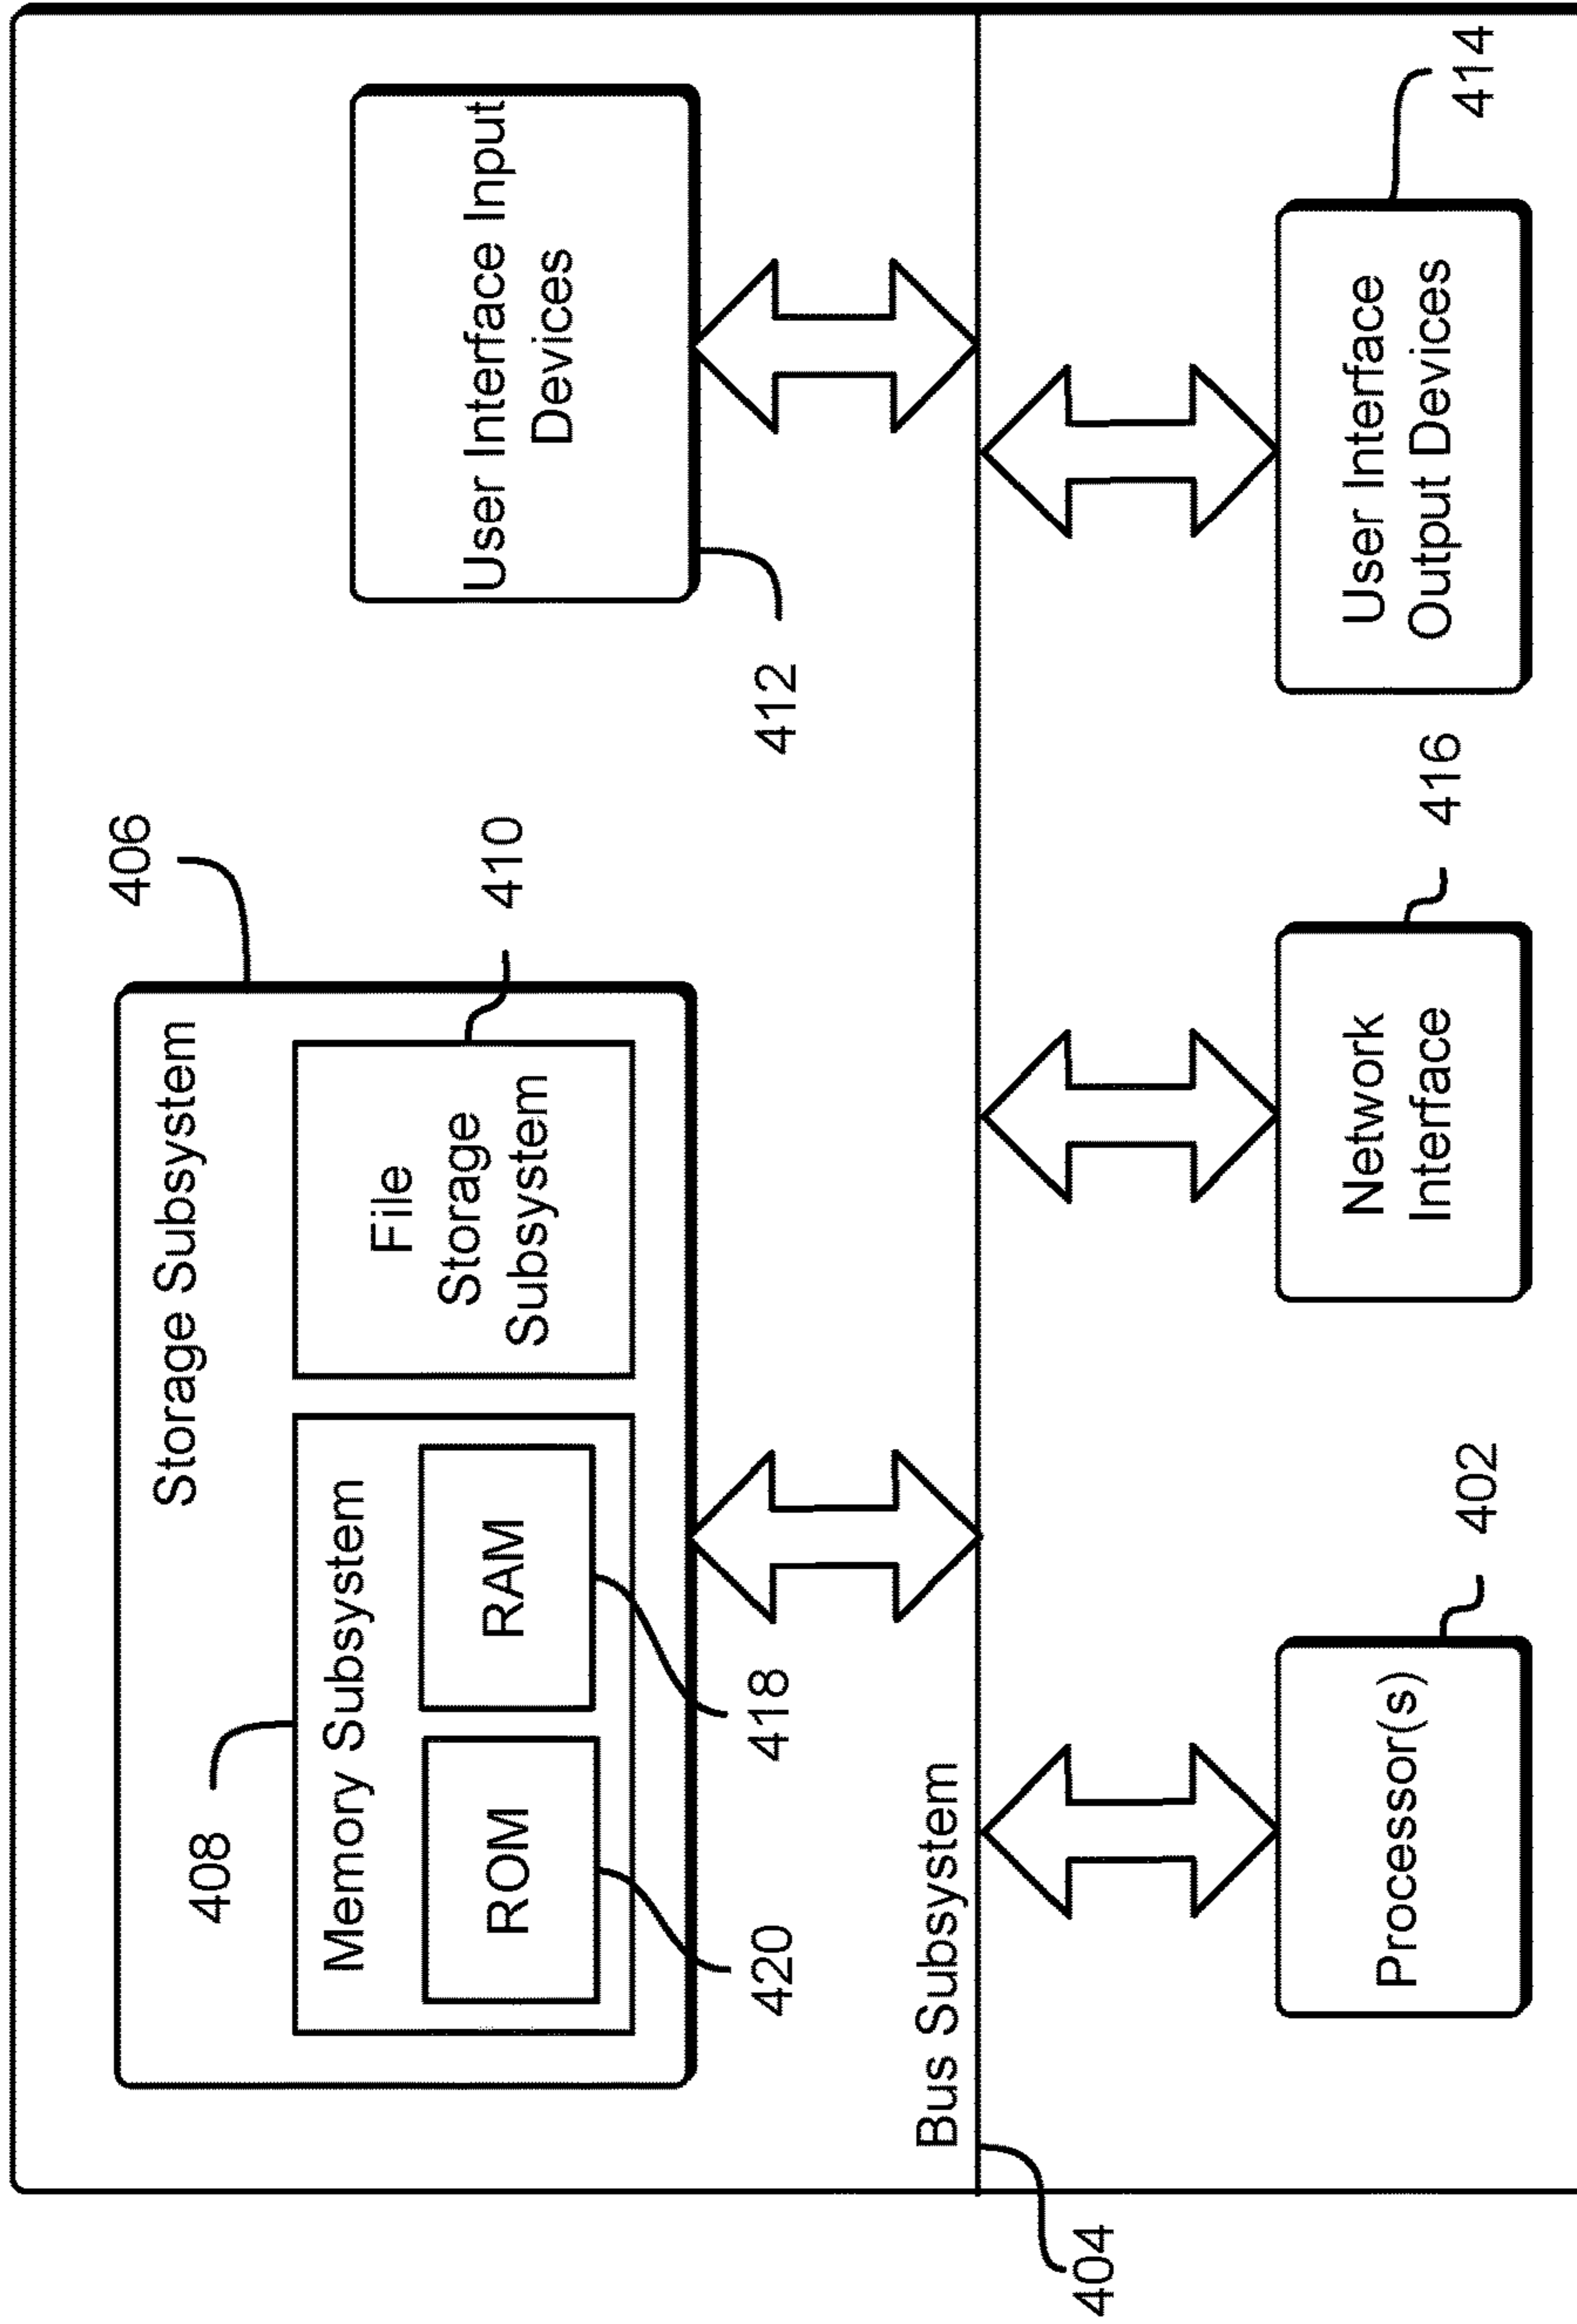 406
Storage Subsystem
408
410
Memory Subsystem
File
Storage
Subsystem
ROM
RAM
420
418
User Interface Input
Devices
412
Bus Subsystem
404
Processor(s)
402
Network
Interface
416
User Interface
Output Devices
414